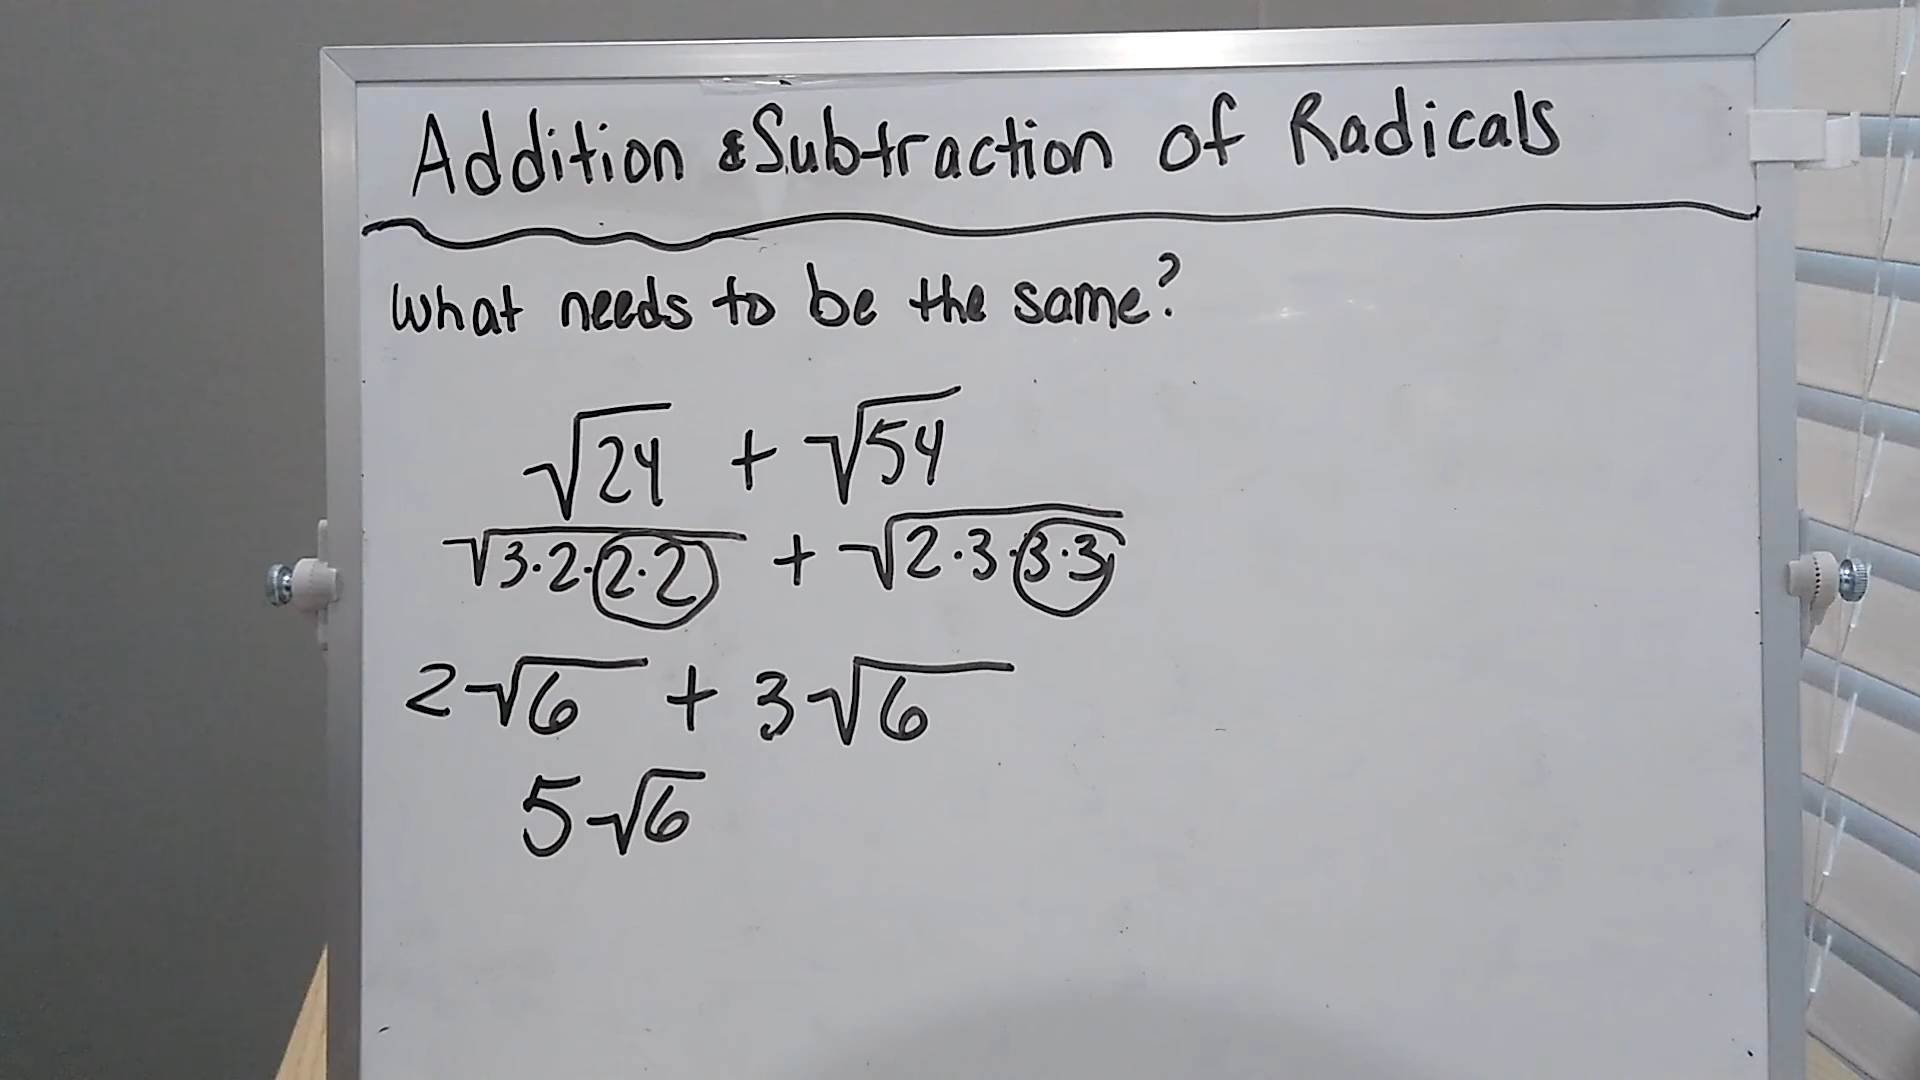 Addition & Subtraction of Radicals
What needs to be the same?
√24 + √54
√3·2·2·2 + √2·3·3·3
2√6 + 3√6
5√6